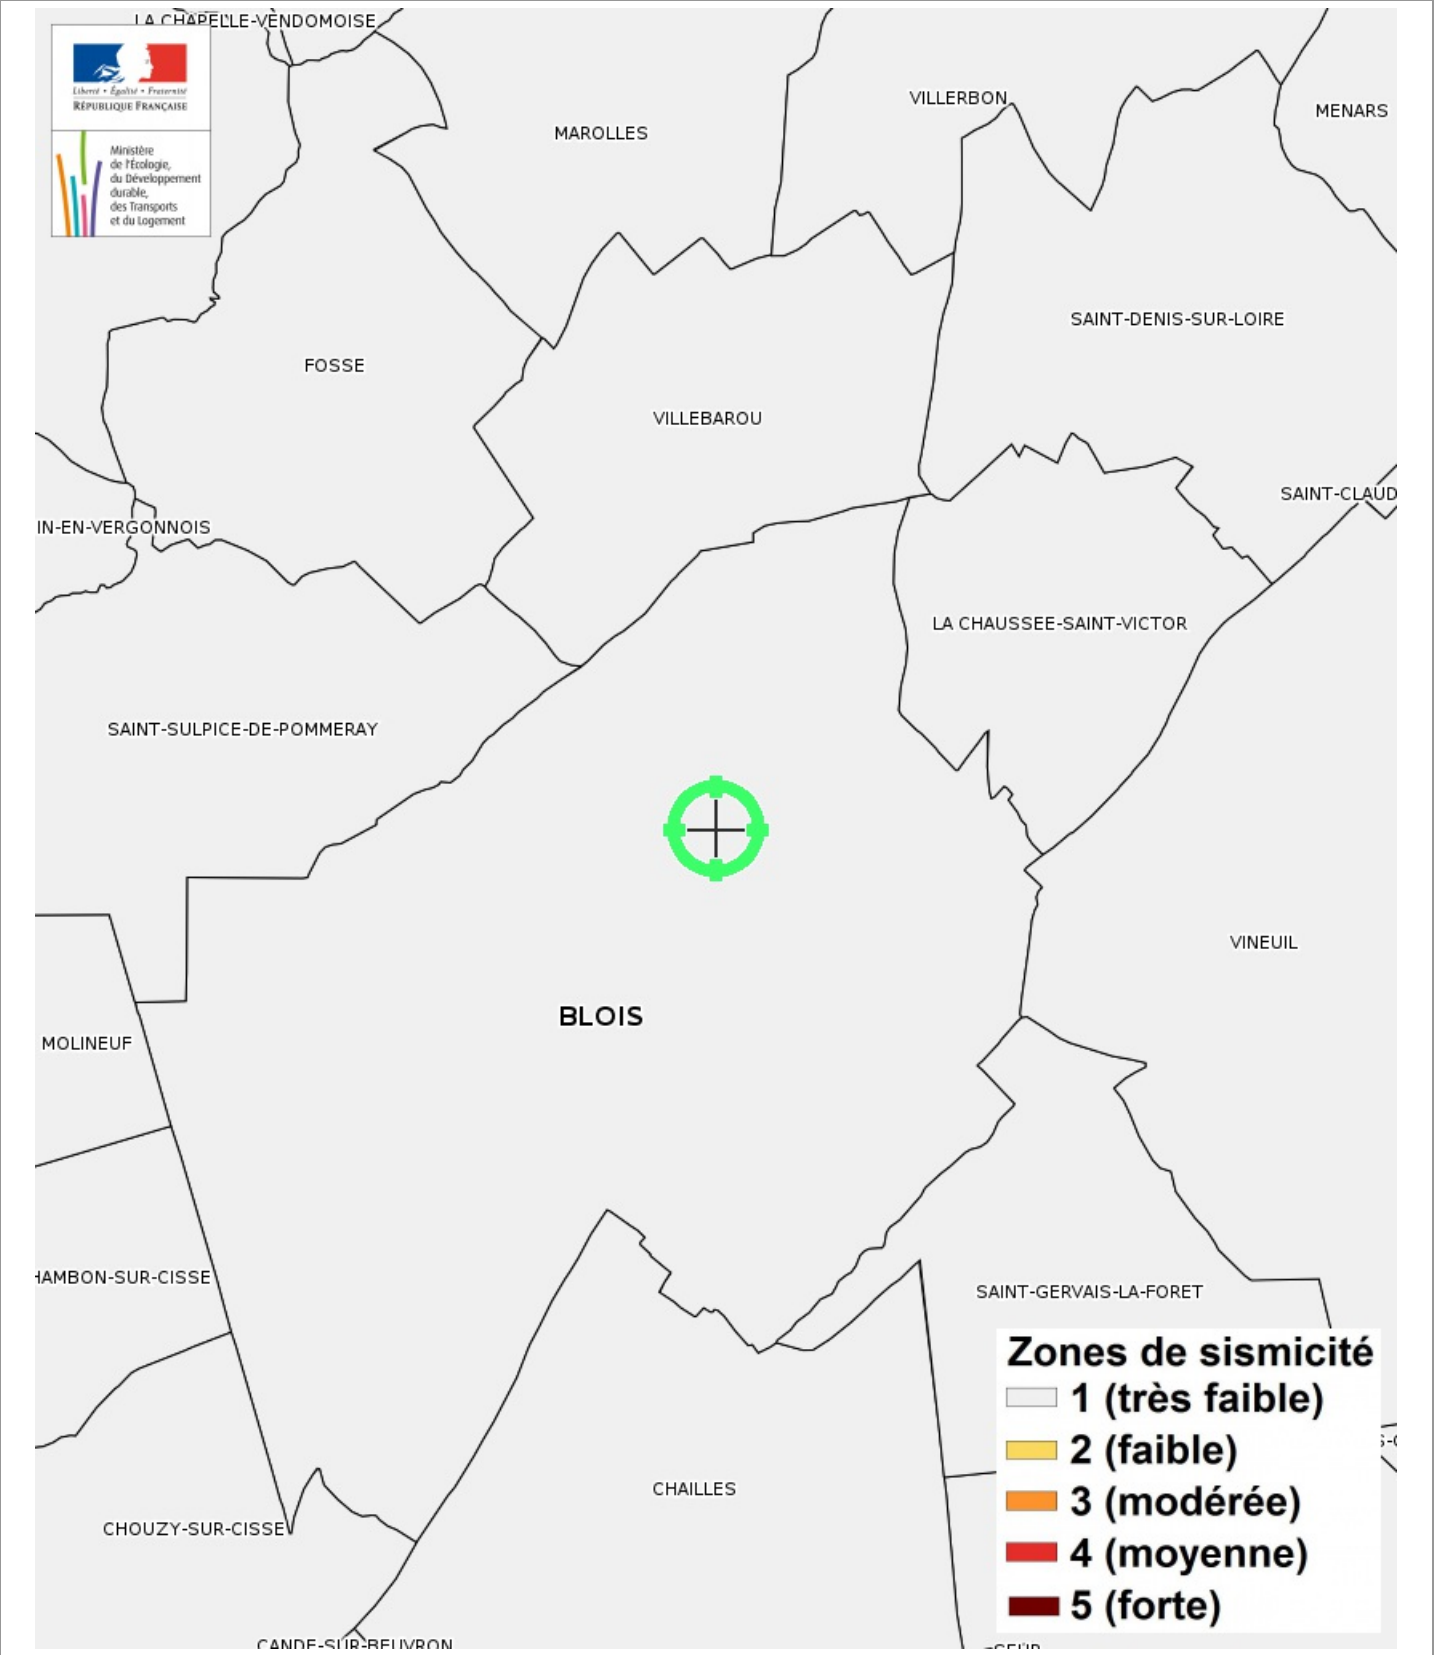 LA CHAPELLE-VENDOMOISE
Liberté • Égalité • Fraternité
RÉPUBLIQUE FRANÇAISE
Ministère
de l'Écologie,
du Développement
durable,
des Transports
et du Logement
VILLERBON
MENARS
MAROLLES
SAINT-DENIS-SUR-LOIRE
FOSSE
VILLEBAROU
SAINT-CLAUD
IN-EN-VERGONNOIS
LA CHAUSSEE-SAINT-VICTOR
SAINT-SULPICE-DE-POMMERAY
VINEUIL
BLOIS
MOLINEUF
HAMBON-SUR-CISSE
SAINT-GERVAIS-LA-FORET
Zones de sismicité
1 (très faible)
2 (faible)
3 (modérée)
4 (moyenne)
5 (forte)
CHAILLES
CHOUZY-SUR-CISSE
CANDE-SUR-BEUVRON